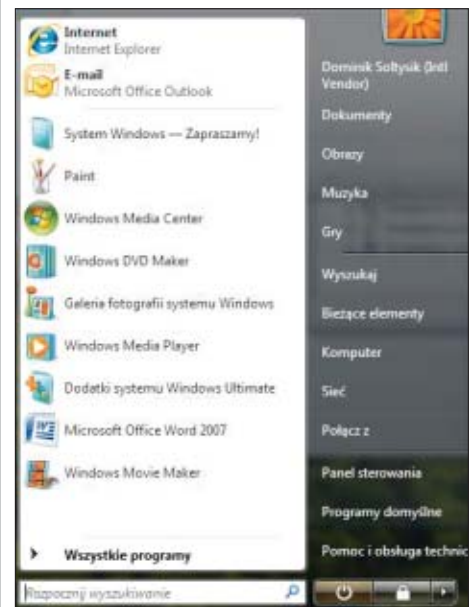 Internet
Internet Explorer
E-mail
Microsoft Office Outlook
System Windows — Zapraszamy!
Paint
Windows Media Center
Windows DVD Maker
Galeria fotografii systemu Windows
Windows Media Player
Dodatki systemu Windows Ultimate
Microsoft Office Word 2007
Windows Movie Maker
Wszystkie programy
Rozpocznij wyszukiwanie
Dominik Soltysik (Intl
Vendor)
Dokumenty
Obrazy
Muzyka
Gry
Wyszukaj
Bieżące elementy
Komputer
Sieć
Połącz z
Panel sterowania
Programy domyślne
Pomoc i obsługa technic